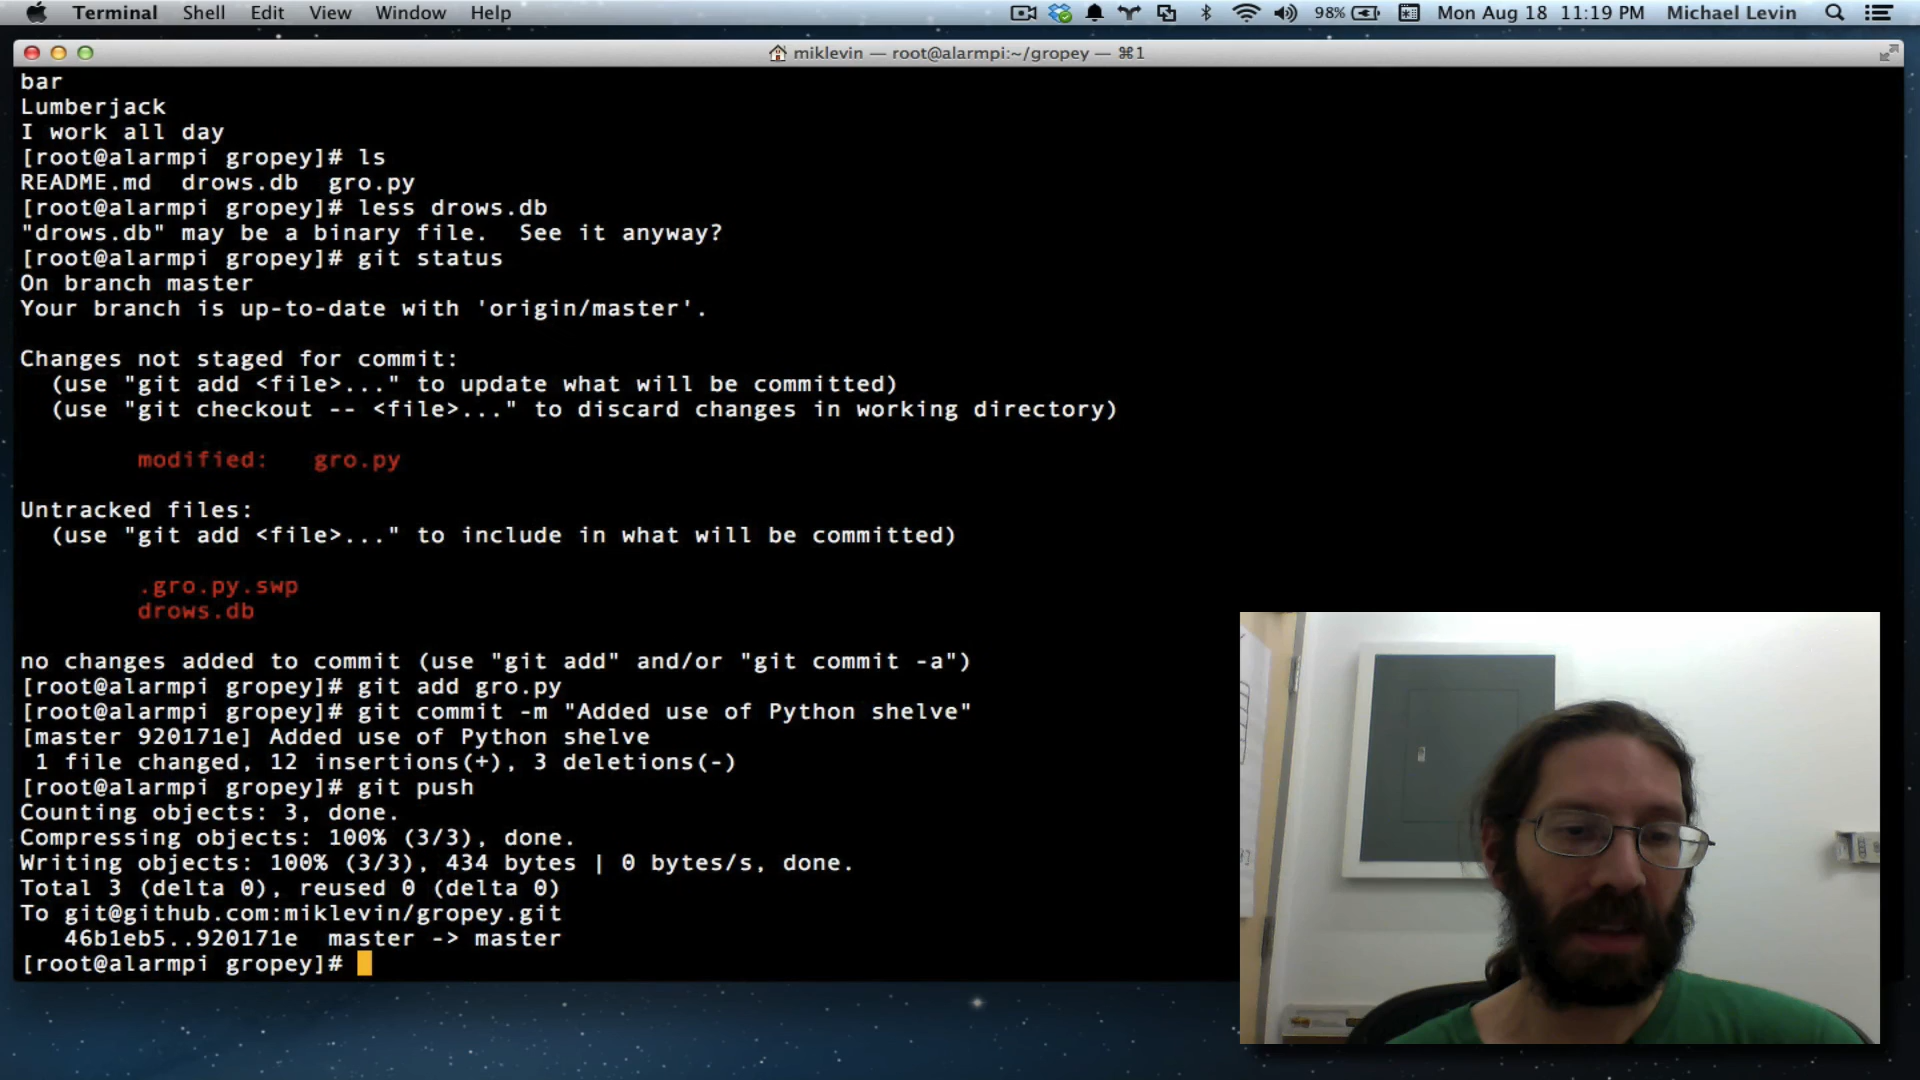 Terminal Shell Edit View Window Help 98% Mon Aug 18 11:19 PM Michael Levin
miklevin — root@alarmpi:~/gropey — ⌘1
bar
Lumberjack
I work all day
[root@alarmpi gropey]# ls
README.md  drows.db  gro.py
[root@alarmpi gropey]# less drows.db
"drows.db" may be a binary file.  See it anyway?
[root@alarmpi gropey]# git status
On branch master
Your branch is up-to-date with 'origin/master'.
Changes not staged for commit:
  (use "git add <file>..." to update what will be committed)
  (use "git checkout -- <file>..." to discard changes in working directory)
        modified:   gro.py
Untracked files:
  (use "git add <file>..." to include in what will be committed)
        .gro.py.swp
        drows.db
no changes added to commit (use "git add" and/or "git commit -a")
[root@alarmpi gropey]# git add gro.py
[root@alarmpi gropey]# git commit -m "Added use of Python shelve"
[master 920171e] Added use of Python shelve
 1 file changed, 12 insertions(+), 3 deletions(-)
[root@alarmpi gropey]# git push
Counting objects: 3, done.
Compressing objects: 100% (3/3), done.
Writing objects: 100% (3/3), 434 bytes | 0 bytes/s, done.
Total 3 (delta 0), reused 0 (delta 0)
To git@github.com:miklevin/gropey.git
   46b1eb5..920171e  master -> master
[root@alarmpi gropey]#